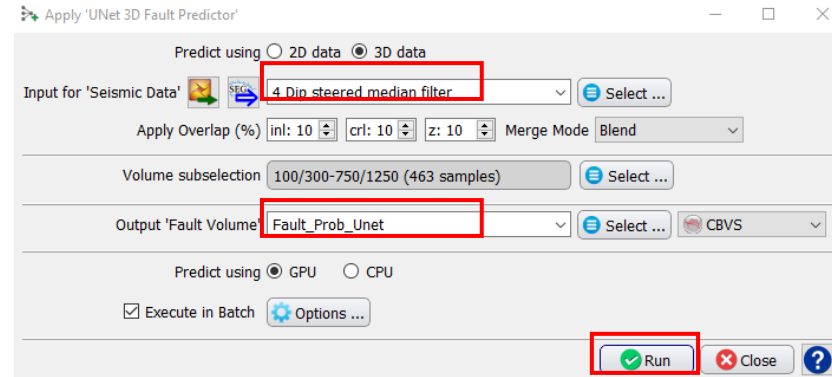 Apply 'UNet 3D Fault Predictor'
Predict using 2D data 3D data
Input for 'Seismic Data' SEG 4 Dip steered median filter Select ...
Apply Overlap (%) inl: 10 crl: 10 z: 10 Merge Mode Blend
Volume subselection 100/300-750/1250 (463 samples) Select ...
Output 'Fault Volume' Fault_Prob_Unet Select ... CBVS
Predict using GPU CPU
Execute in Batch Options ...
Run Close ?